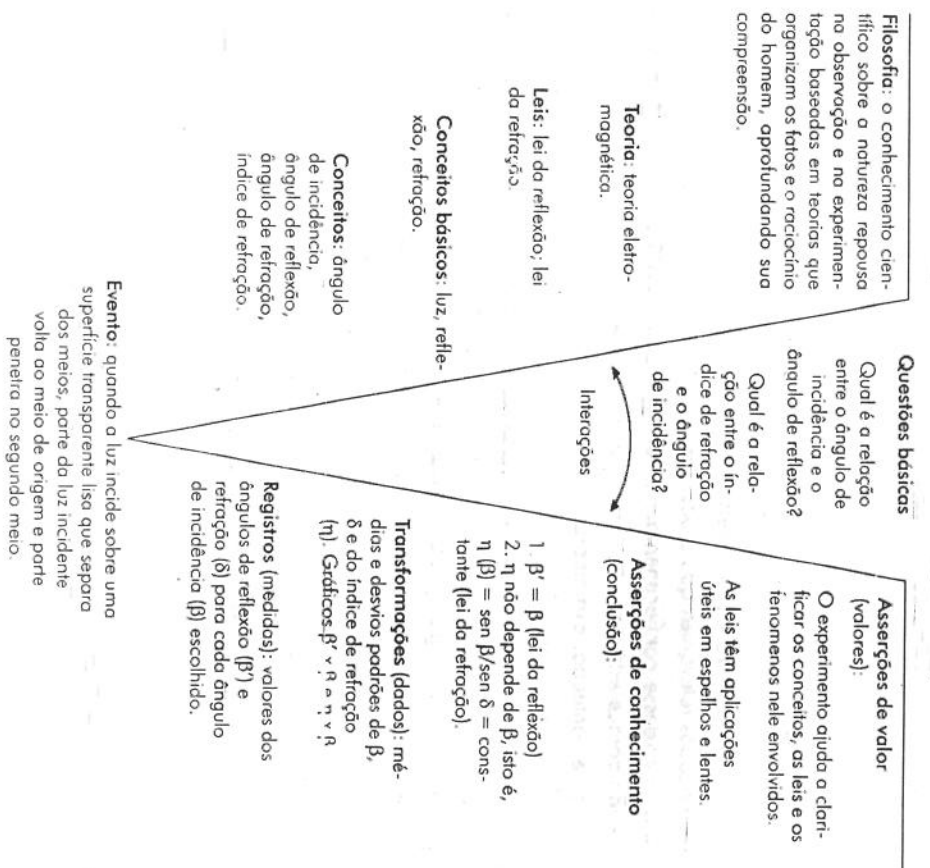 Filosofia: o conhecimento cien-
tífico sobre a natureza repousa
na observação e na experimen-
tação baseadas em teorias que
organizam os fatos e o raciocínio
do homem, aprofundando sua
compreensão.
Teoria: teoria eletro-
magnética.
Leis: lei da reflexão; lei
da refração.
Conceitos básicos: luz, refle-
xão, refração.
Conceitos: ângulo
de incidência,
ângulo de reflexão,
ângulo de refração,
índice de refração.
Evento: quando a luz incide sobre uma
superfície transparente lisa que separa
dos meios, parte da luz incidente
volta ao meio de origem e parte
penetra no segundo meio.
Questões básicas
Qual é a relação
entre o ângulo de
incidência e o
ângulo de reflexão?
Qual é a rela-
ção entre o ín-
dice de refração
e o ângulo
de incidência?
Interações
Asserções de valor
(valores):
O experimento ajuda a clari-
ficar os conceitos, as leis e os
fenomenos nele envolvidos.
As leis têm aplicações
úteis em espelhos e lentes.
Asserções de conhecimento
(conclusão):
1. β' = β (lei da reflexão)
2. η não depende de β, isto é,
η (β) = sen β/sen δ = cons-
tante (lei da refração).
Transformações (dados): mé-
dias e desvios padrões de β,
δ e do índice de refração
(η). Gráficos β' v β e η v β
Registros (medidas): valores dos
ângulos de reflexão (β') e
refração (δ) para cada ângulo
de incidência (β) escolhido.